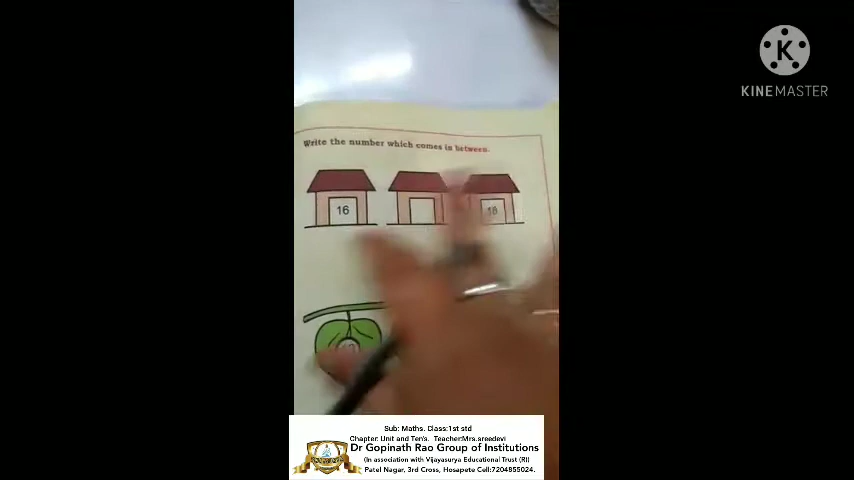 KINEMASTER
Write the number which comes in between.
16
18
Sub: Maths. Class:1st std
Chapter: Unit and Ten's. Teacher:Mrs.sreedevi
Dr Gopinath Rao Group of Institutions
(In association with Vijayasurya Educational Trust (R))
Patel Nagar, 3rd Cross, Hosapete Cell:7204855024.